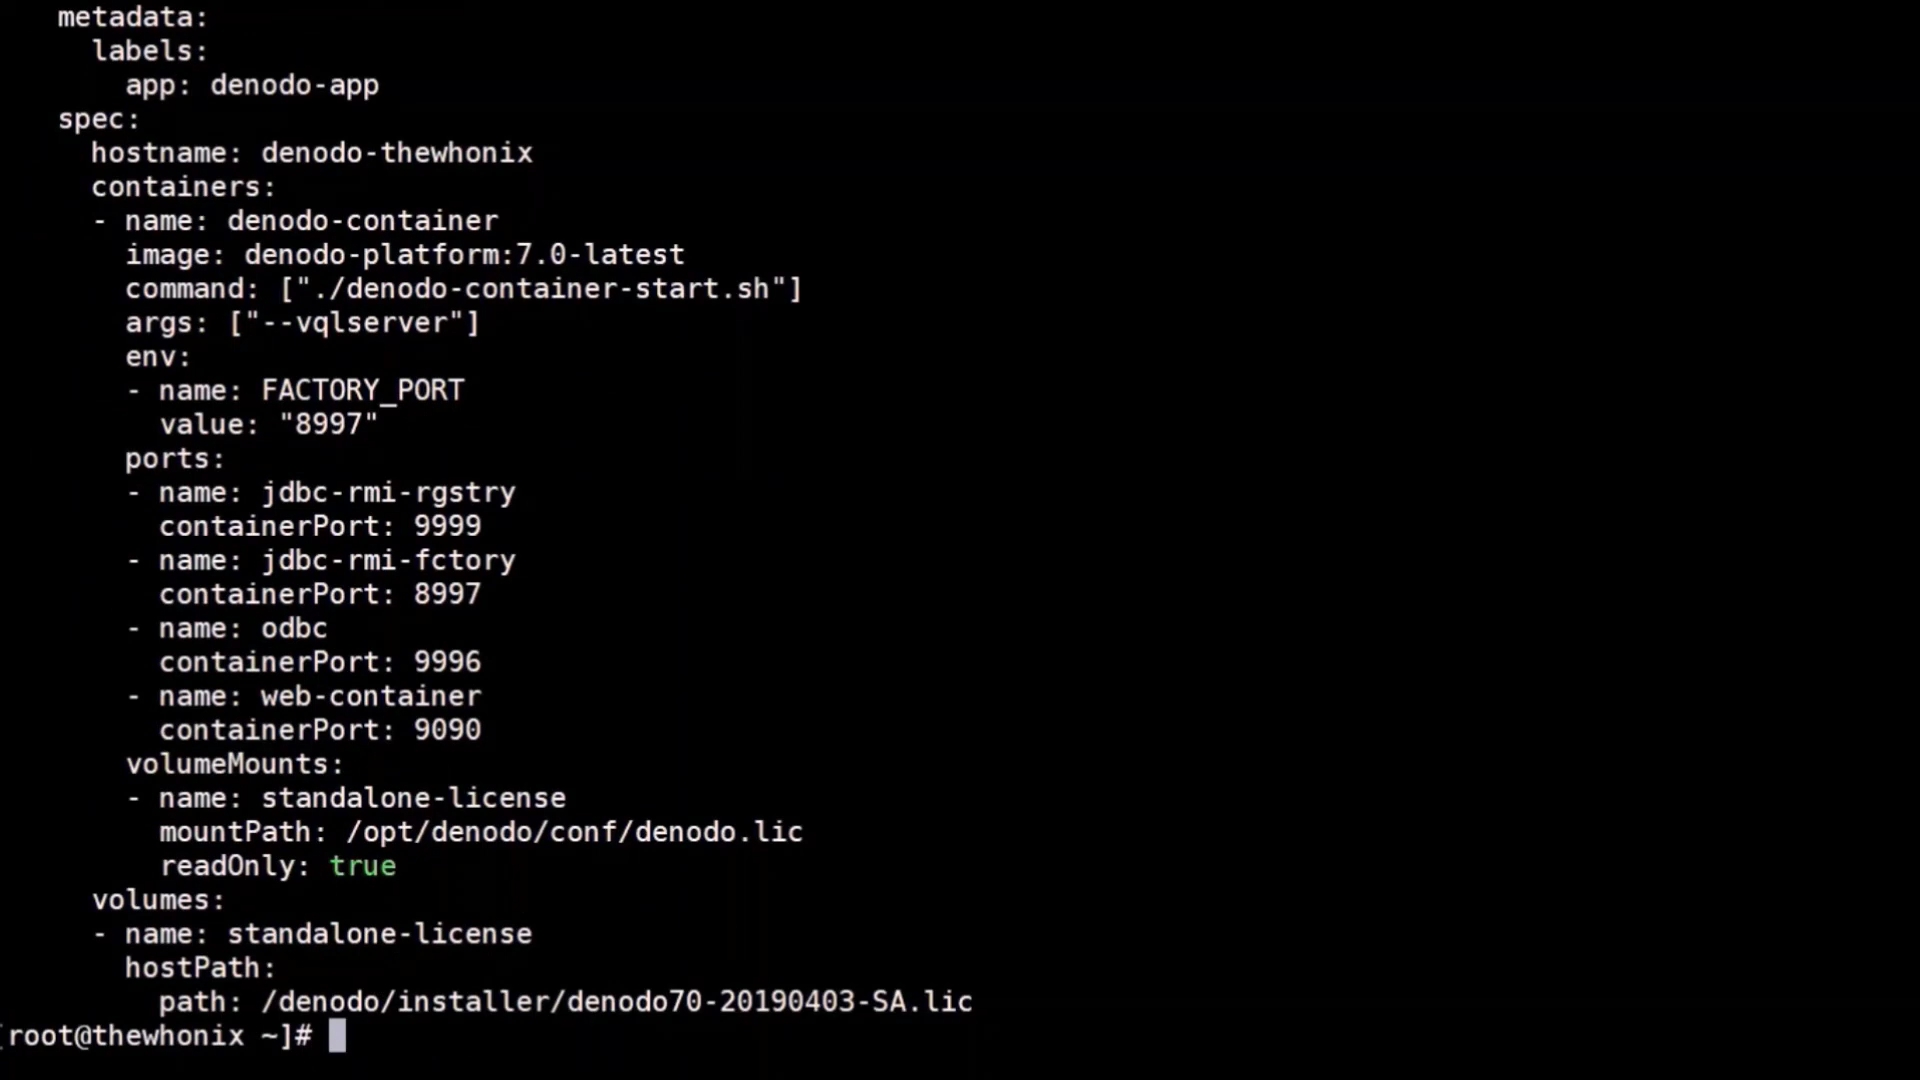 metadata:
labels:
app: denodo-app
spec:
hostname: denodo-thewhonix
containers:
- name: denodo-container
image: denodo-platform:7.0-latest
command: ["./denodo-container-start.sh"]
args: ["--vqlserver"]
env:
- name: FACTORY_PORT
value: "8997"
ports:
- name: jdbc-rmi-rgstry
containerPort: 9999
- name: jdbc-rmi-fctory
containerPort: 8997
- name: odbc
containerPort: 9996
- name: web-container
containerPort: 9090
volumeMounts:
- name: standalone-license
mountPath: /opt/denodo/conf/denodo.lic
readOnly: true
volumes:
- name: standalone-license
hostPath:
path: /denodo/installer/denodo70-20190403-SA.lic
[root@thewhonix ~]#